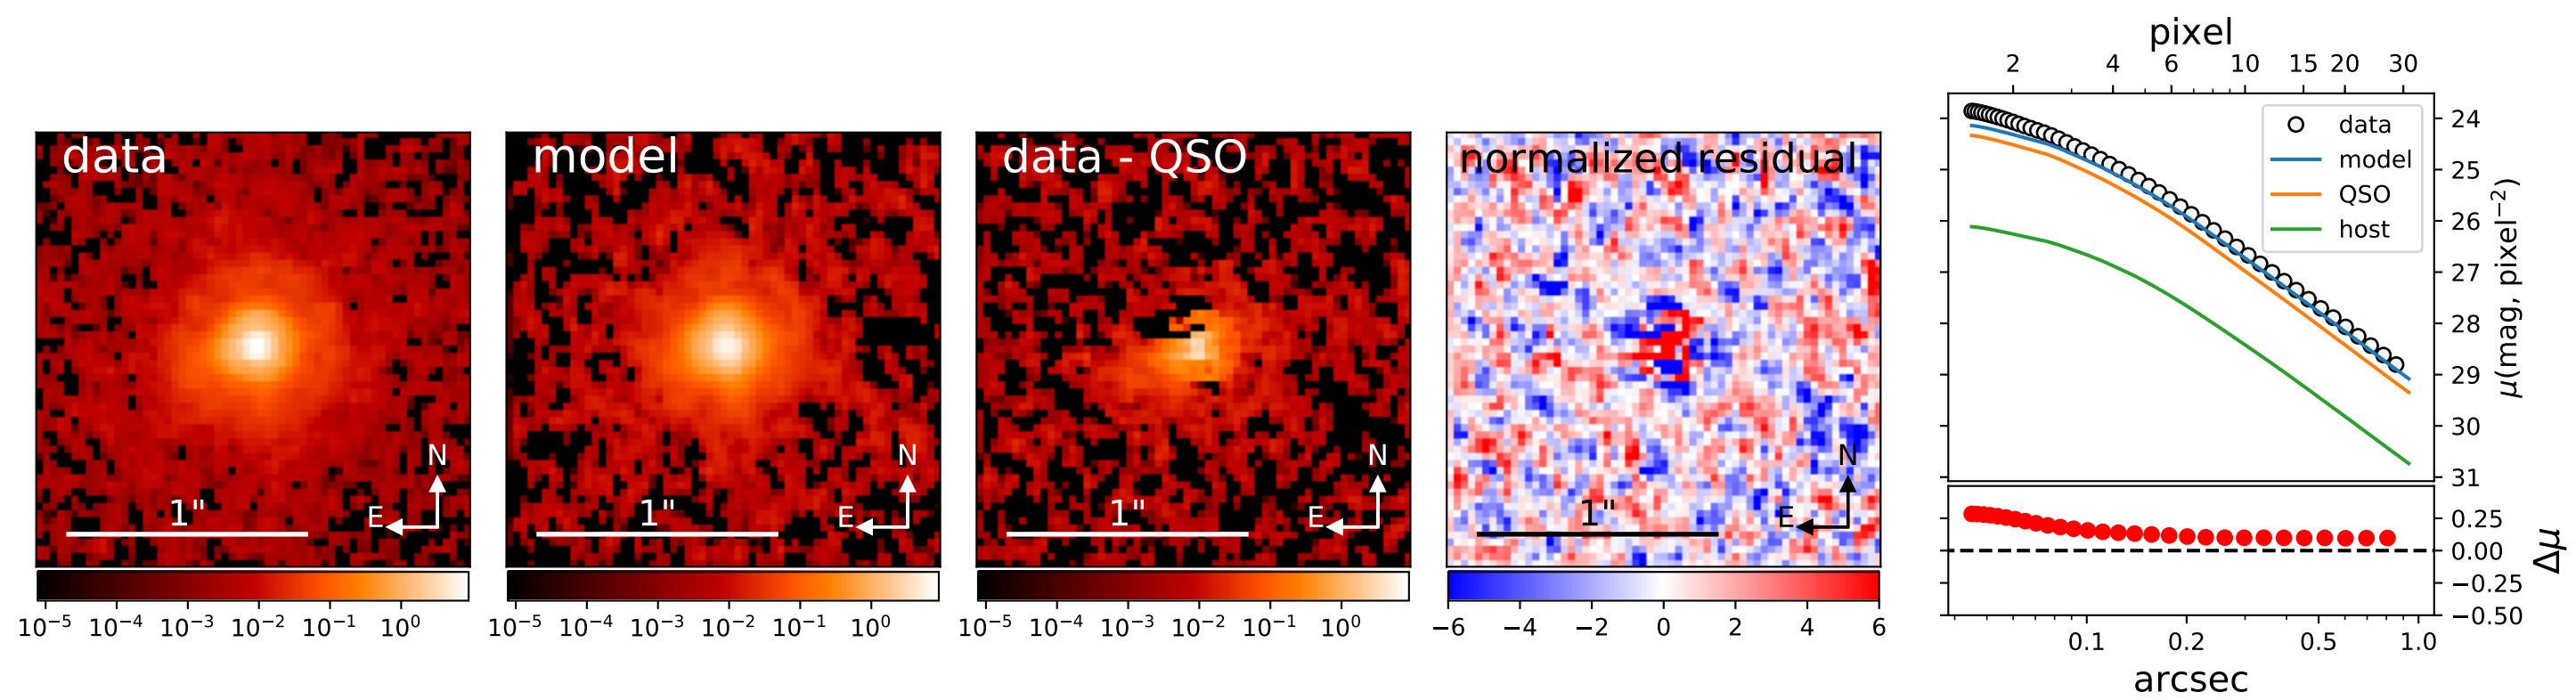 data
N
E
1"
10⁻⁵ 10⁻⁴ 10⁻³ 10⁻² 10⁻¹ 10⁰
model
N
E
1"
10⁻⁵ 10⁻⁴ 10⁻³ 10⁻² 10⁻¹ 10⁰
data - QSO
N
E
1"
10⁻⁵ 10⁻⁴ 10⁻³ 10⁻² 10⁻¹ 10⁰
normalized residual
N
E
1"
−6 −4 −2 0 2 4 6
pixel
2 4 6 10 15 20 30
data
model
QSO
host
24
25
26
27
28
29
30
31
μ(mag, pixel⁻²)
0.25
0.00
−0.25
−0.50
Δμ
0.1 0.2 0.5 1.0
arcsec